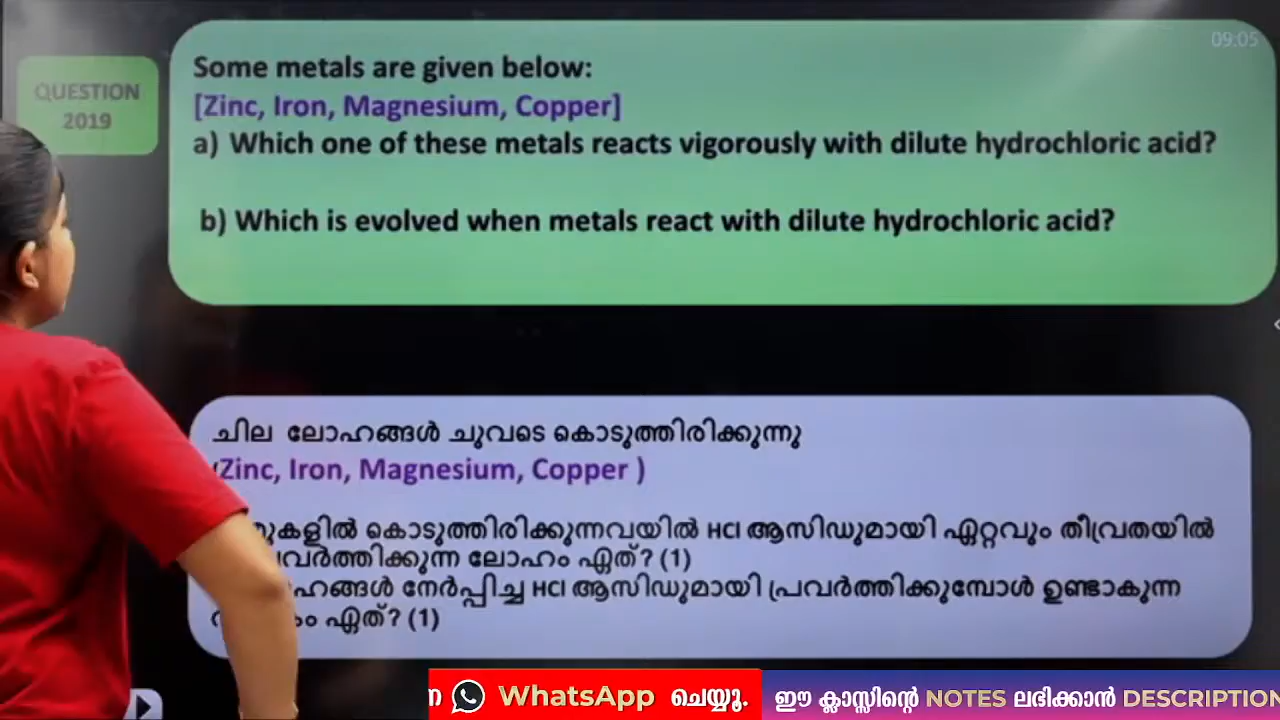 09:05
QUESTION
2019
Some metals are given below:
[Zinc, Iron, Magnesium, Copper]
a) Which one of these metals reacts vigorously with dilute hydrochloric acid?
b) Which is evolved when metals react with dilute hydrochloric acid?
ചില ലോഹങ്ങൾ ചുവടെ കൊടുത്തിരിക്കുന്നു
(Zinc, Iron, Magnesium, Copper )
കൊടുത്തിരിക്കുന്നവയിൽ HCl ആസിഡുമായി ഏറ്റവും തീവ്രതയിൽ
ലോഹം ഏത്? (1)
നേർപ്പിച്ച HCl ആസിഡുമായി പ്രവർത്തിക്കുമ്പോൾ ഉണ്ടാകുന്ന
ഏത്? (1)
WhatsApp ചെയ്യൂ. ഈ ക്ലാസ്സിന്റെ NOTES ലഭിക്കാൻ DESCRIPTION